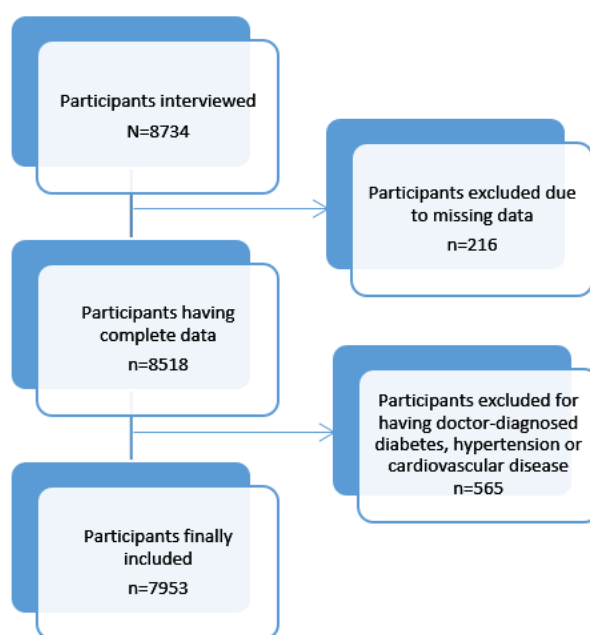 Participants interviewed
N=8734
Participants excluded due
to missing data
n=216
Participants having
complete data
n=8518
Participants excluded for
having doctor-diagnosed
diabetes, hypertension or
cardiovascular disease
n=565
Participants finally
included
n=7953